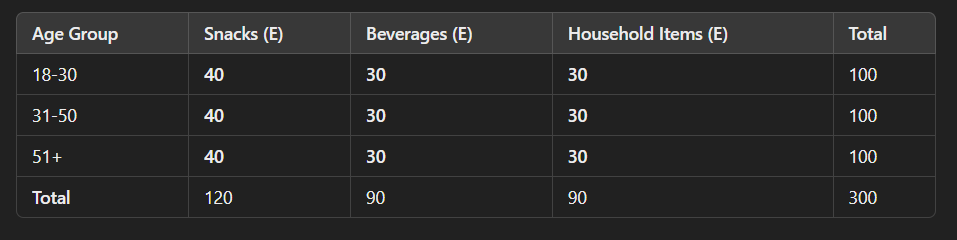 Age Group Snacks (E) Beverages (E) Household Items (E) Total
18-30 40 30 30 100
31-50 40 30 30 100
51+ 40 30 30 100
Total 120 90 90 300